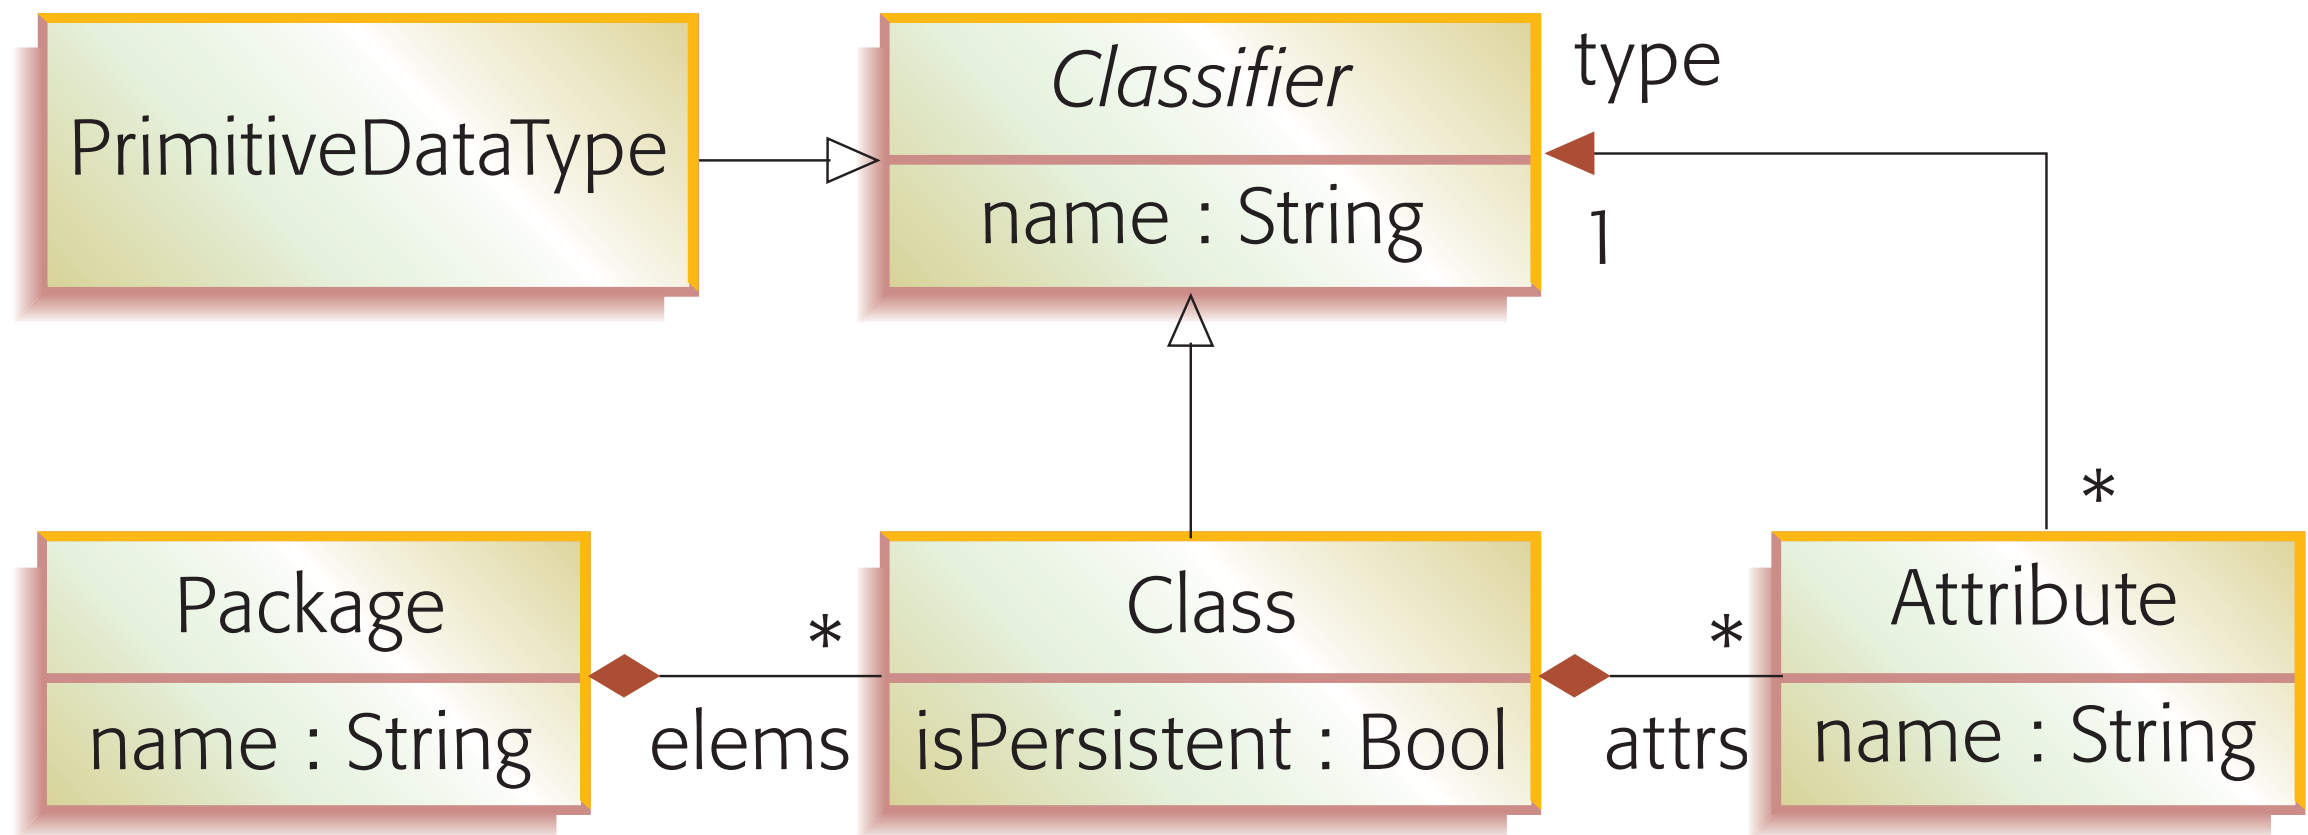 PrimitiveDataType
Classifier
name : String
type
1
*
Package
name : String
*
elems
Class
isPersistent : Bool
*
attrs
Attribute
name : String